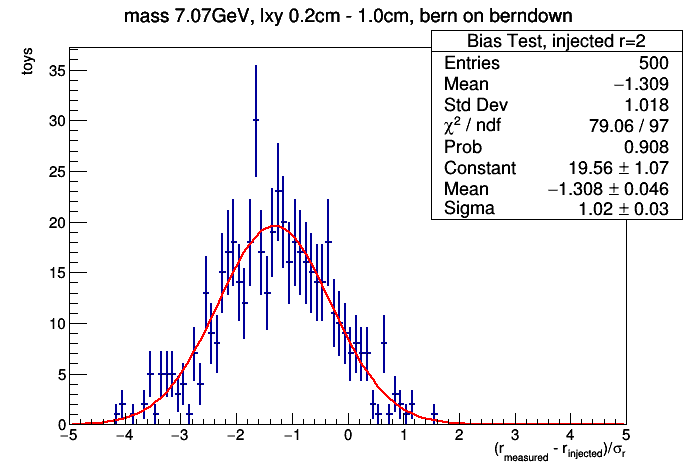 mass 7.07GeV, lxy 0.2cm - 1.0cm, bern on berndown
Bias Test, injected r=2
Entries 500
Mean −1.309
Std Dev 1.018
χ² / ndf 79.06 / 97
Prob 0.908
Constant 19.56 ± 1.07
Mean −1.308 ± 0.046
Sigma 1.02 ± 0.03
toys
35
30
25
20
15
10
5
0
−5 −4 −3 −2 −1 0 1 2 3 4 5
(r_measured - r_injected)/σ_r